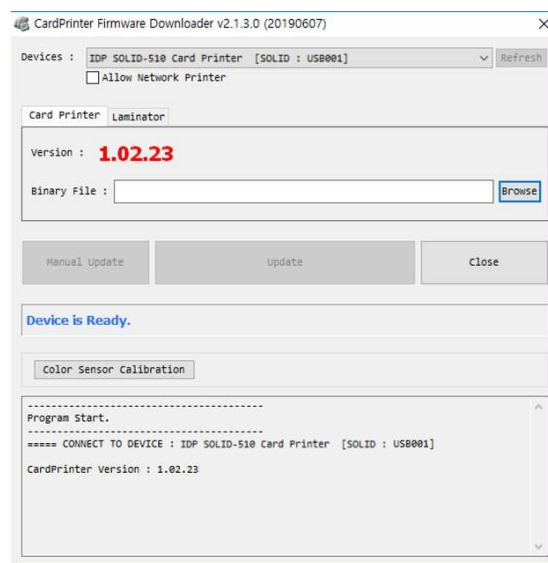 CardPrinter Firmware Downloader v2.1.3.0 (20190607)
Devices : IDP SOLID-510 Card Printer [SOLID : USB001] Refresh
Allow Network Printer
Card Printer Laminator
Version : 1.02.23
Binary File : Browse
Manual Update Update Close
Device is Ready.
Color Sensor Calibration
----------------------------------------
Program Start.
----------------------------------------
===== CONNECT TO DEVICE : IDP SOLID-510 Card Printer [SOLID : USB001]
CardPrinter Version : 1.02.23